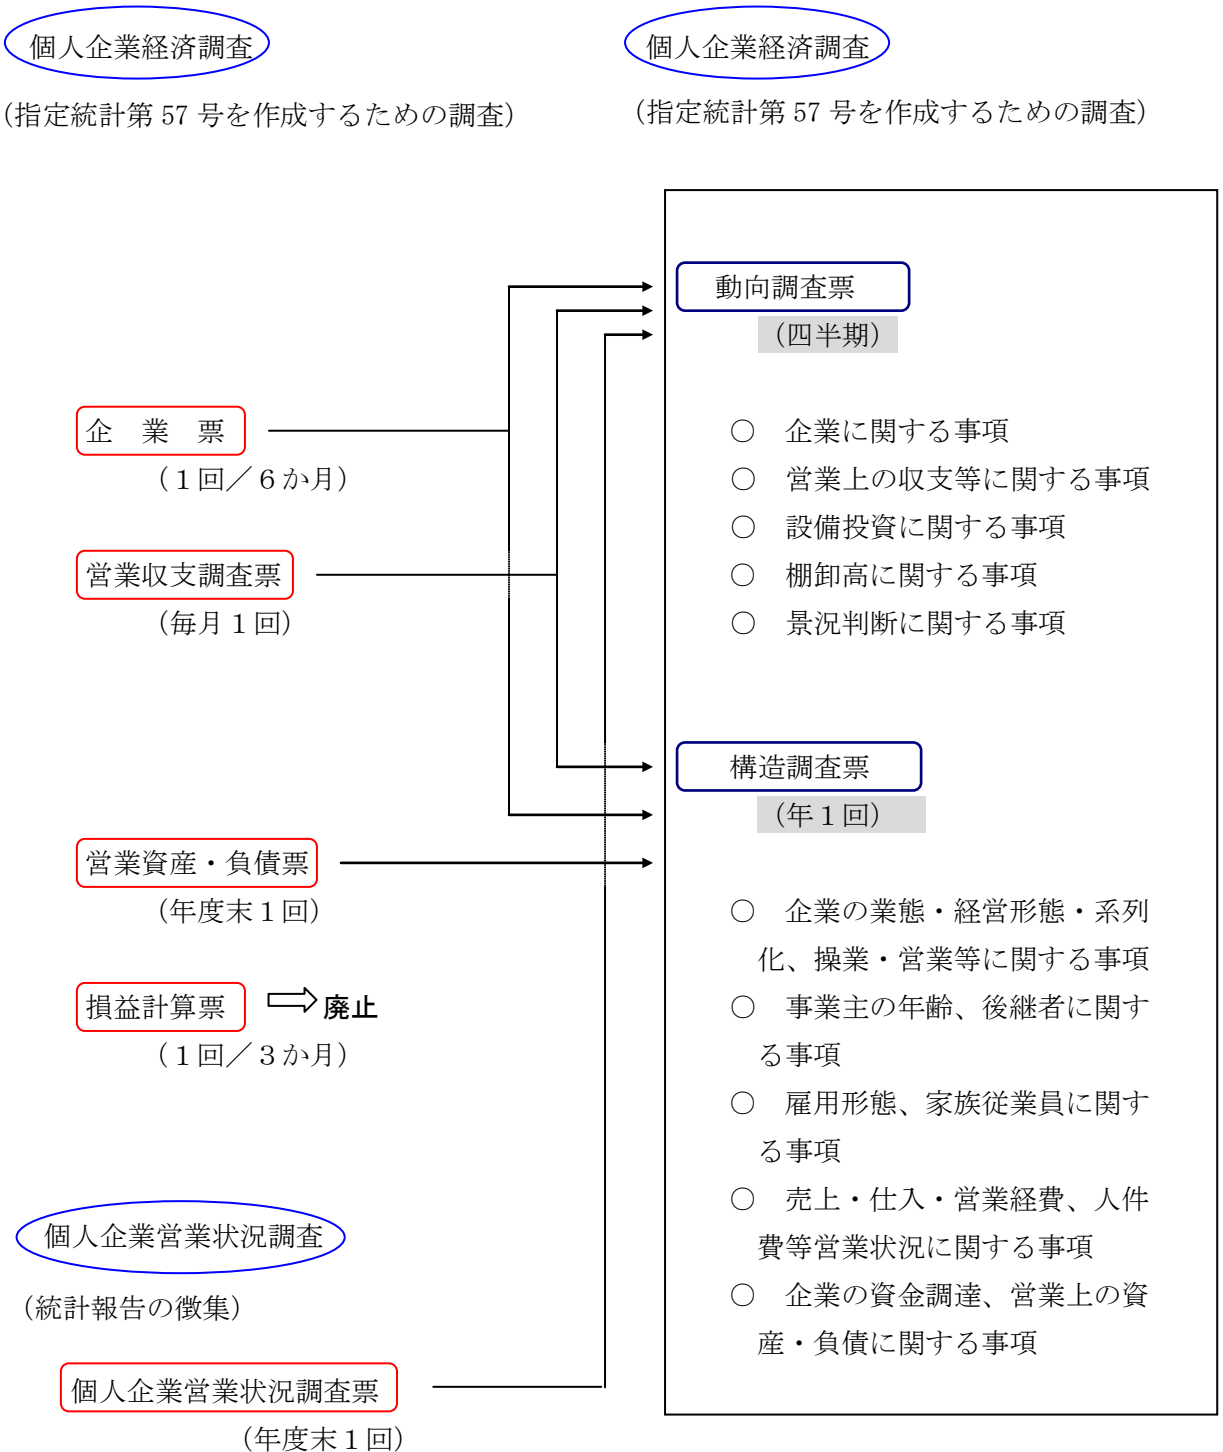 個人企業経済調査
(指定統計第 57 号を作成するための調査)
企　業　票
（１回／６か月）
営業収支調査票
（毎月１回）
営業資産・負債票
（年度末１回）
損益計算票
廃止
（１回／３か月）
個人企業営業状況調査
（統計報告の徴集）
個人企業営業状況調査票
（年度末１回）
個人企業経済調査
(指定統計第 57 号を作成するための調査)
動向調査票
（四半期）
○　企業に関する事項
○　営業上の収支等に関する事項
○　設備投資に関する事項
○　棚卸高に関する事項
○　景況判断に関する事項
構造調査票
（年１回）
○　企業の業態・経営形態・系列
化、操業・営業等に関する事項
○　事業主の年齢、後継者に関す
る事項
○　雇用形態、家族従業員に関す
る事項
○　売上・仕入・営業経費、人件
費等営業状況に関する事項
○　企業の資金調達、営業上の資
産・負債に関する事項